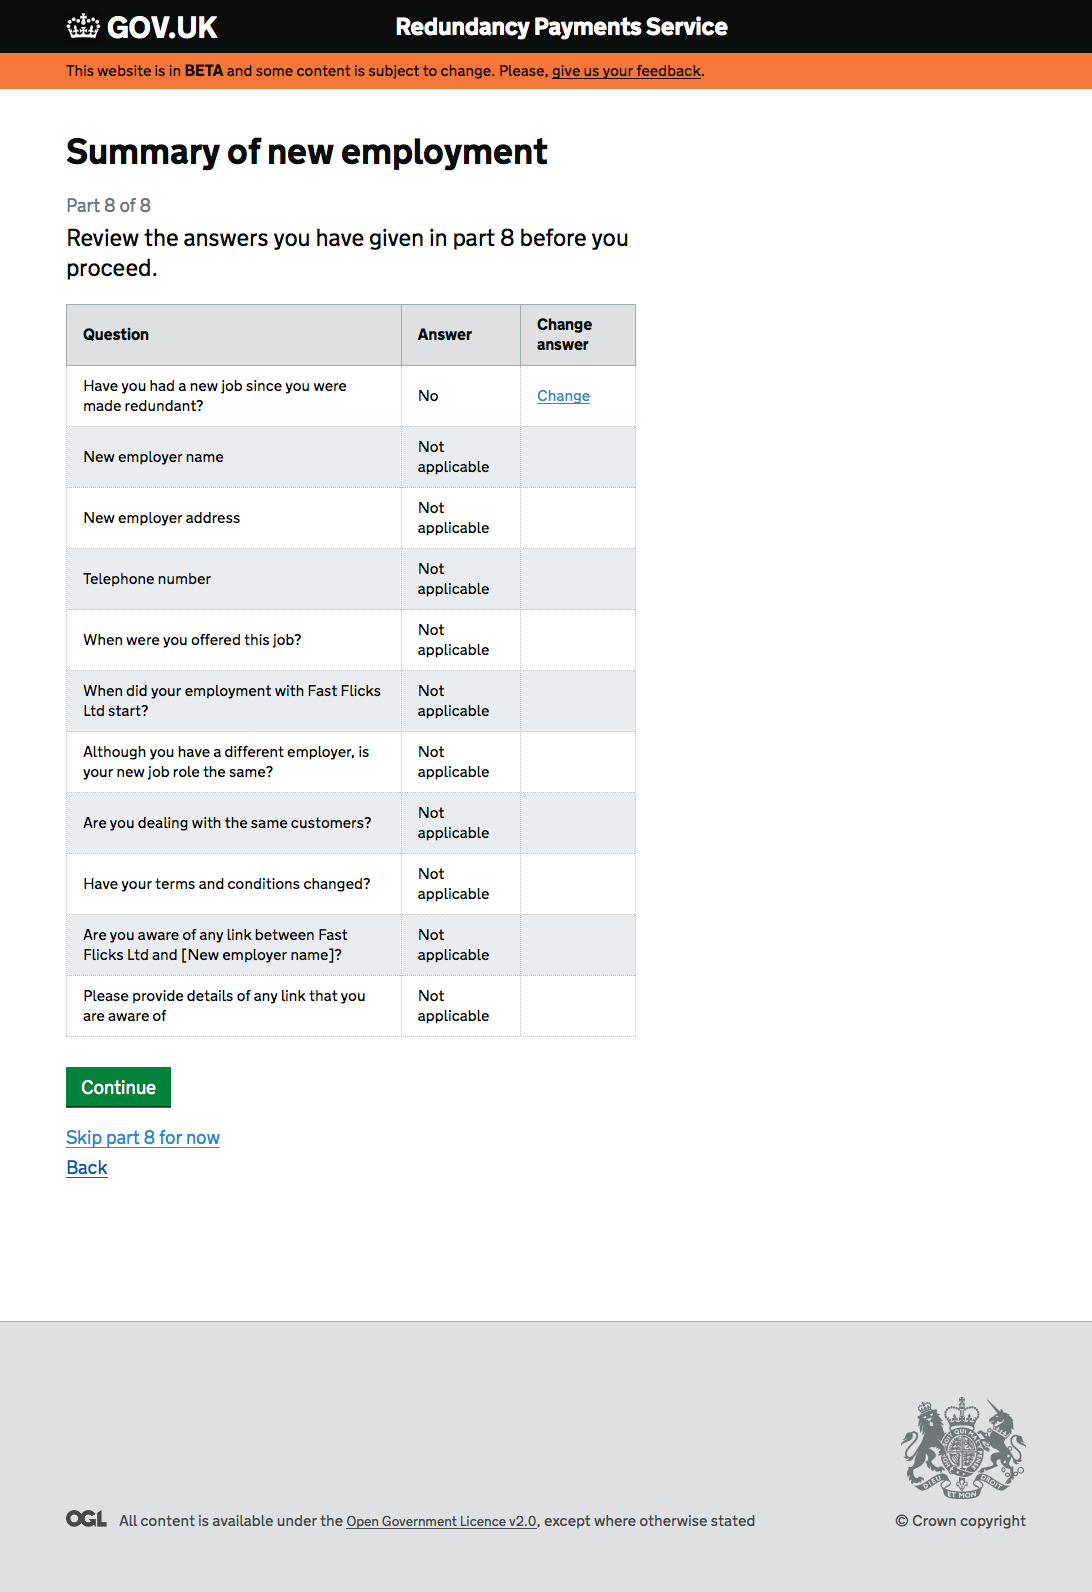 GOV.UK
Redundancy Payments Service
This website is in BETA and some content is subject to change. Please, give us your feedback.
Summary of new employment
Part 8 of 8
Review the answers you have given in part 8 before you
proceed.
Question Answer Change
answer
Have you had a new job since you were
made redundant?
No
Change
New employer name
Not
applicable
New employer address
Not
applicable
Telephone number
Not
applicable
When were you offered this job?
Not
applicable
When did your employment with Fast Flicks
Ltd start?
Not
applicable
Although you have a different employer, is
your new job role the same?
Not
applicable
Are you dealing with the same customers?
Not
applicable
Have your terms and conditions changed?
Not
applicable
Are you aware of any link between Fast
Flicks Ltd and [New employer name]?
Not
applicable
Please provide details of any link that you
are aware of
Not
applicable
Continue
Skip part 8 for now
Back
DIEU ET MON DROIT
OGL All content is available under the Open Government Licence v2.0, except where otherwise stated
© Crown copyright